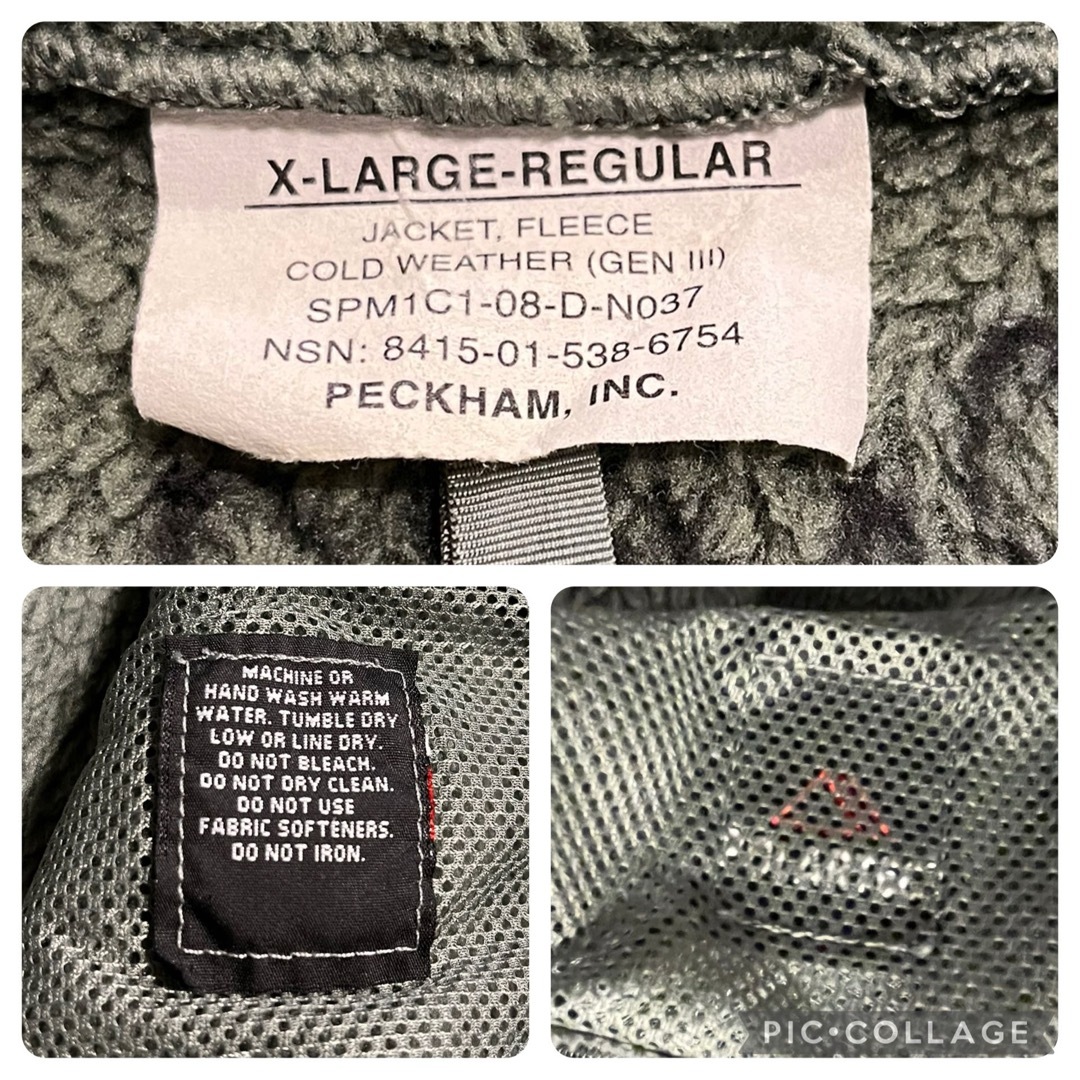 X-LARGE-REGULAR
JACKET, FLEECE
COLD WEATHER (GEN III)
SPM1C1-08-D-N037
NSN: 8415-01-538-6754
PECKHAM, INC.
MACHINE OR
HAND WASH WARM
WATER. TUMBLE DRY
LOW OR LINE DRY.
DO NOT BLEACH.
DO NOT DRY CLEAN.
DO NOT USE
FABRIC SOFTENERS.
DO NOT IRON.
PIC•COLLAGE